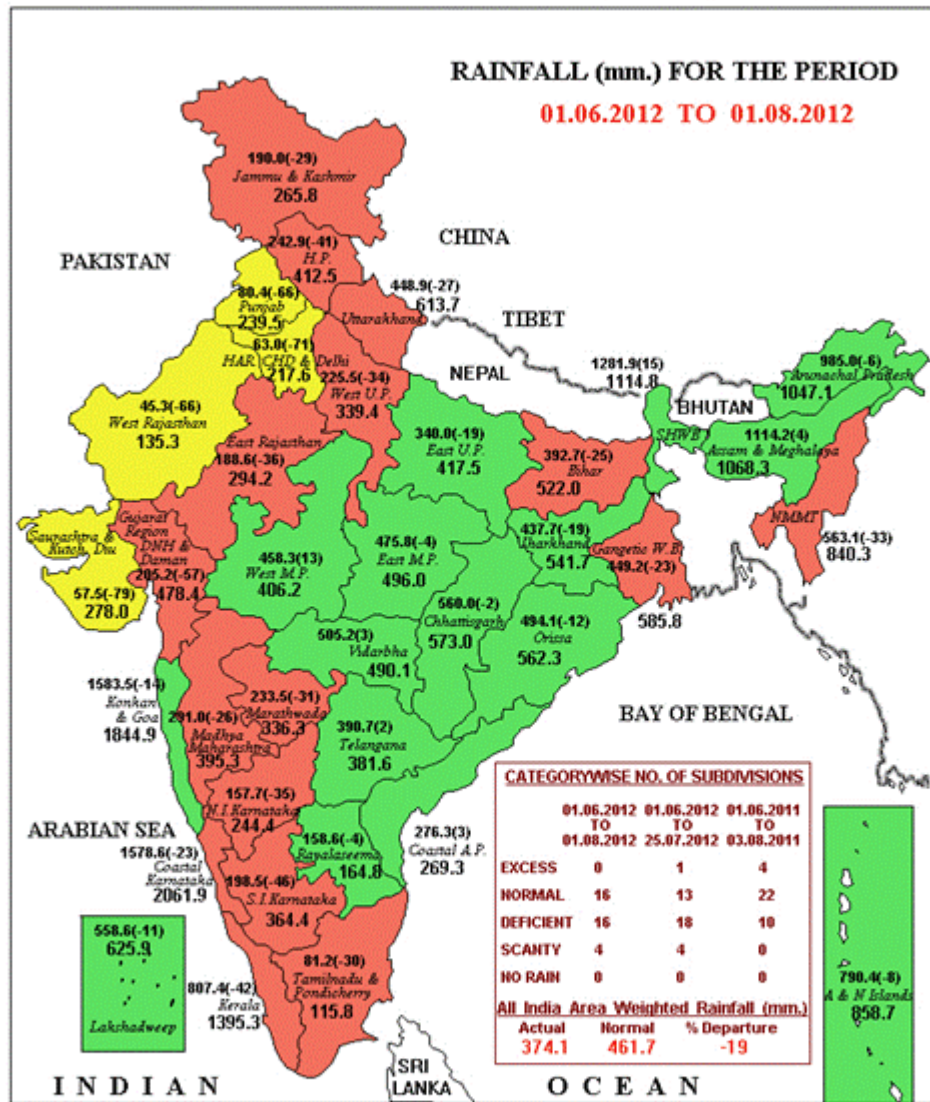 RAINFALL (mm.) FOR THE PERIOD
01.06.2012 TO 01.08.2012
190.0(-29)
Jammu & Kashmir
265.8
CHINA
242.9(-41)
H.P.
412.5
PAKISTAN
448.9(-27)
613.7
Uttarakhand
TIBET
80.4(-66)
Punjab
239.5
63.0(-71)
HAR CHD & Delhi
217.6
NEPAL
1281.9(15)
1114.8
SHWB
BHUTAN
985.0(-6)
Arunachal Pradesh
1047.1
225.5(-34)
West U.P.
339.4
45.3(-66)
West Rajasthan
135.3
East Rajasthan
188.6(-36)
294.2
340.0(-19)
East U.P.
417.5
392.7(-25)
Bihar
522.0
1114.2(4)
Assam & Meghalaya
1068.3
NMMT
563.1(-33)
840.3
Saurashtra &
Kutch, Diu
57.5(-79)
278.0
Gujarat
Region
DNH &
Daman
205.2(-57)
478.4
458.3(13)
West M.P.
406.2
475.8(-4)
East M.P.
496.0
437.7(-19)
Jharkhand
541.7
Gangetic W.B
449.2(-23)
585.8
560.0(-2)
Chhattisgarh
573.0
494.1(-12)
Orissa
562.3
505.2(3)
Vidarbha
490.1
1583.5(-14)
Konkan
& Goa
1844.9
233.5(-31)
Marathwada
336.3
291.0(-26)
Madhya
Maharashtra
395.3
390.7(2)
Telangana
381.6
BAY OF BENGAL
157.7(-35)
N.I.Karnataka
244.4
ARABIAN SEA
1578.6(-23)
Coastal
Karnataka
2061.9
158.6(-4)
Rayalaseema
164.8
276.3(3)
Coastal A.P.
269.3
198.5(-46)
S.I.Karnataka
364.4
558.6(-11)
625.9
Lakshadweep
807.4(-42)
Kerala
1395.3
81.2(-30)
Tamilnadu &
Pondicherry
115.8
CATEGORYWISE NO. OF SUBDIVISIONS
01.06.2012 01.06.2012 01.06.2011
TO TO TO
01.08.2012 25.07.2012 03.08.2011
EXCESS 0 1 4
NORMAL 16 13 22
DEFICIENT 16 18 10
SCANTY 4 4 0
NO RAIN 0 0 0
All India Area Weighted Rainfall (mm.)
Actual Normal % Departure
374.1 461.7 -19
790.4(-8)
A & N Islands
858.7
SRI
LANKA
INDIAN OCEAN